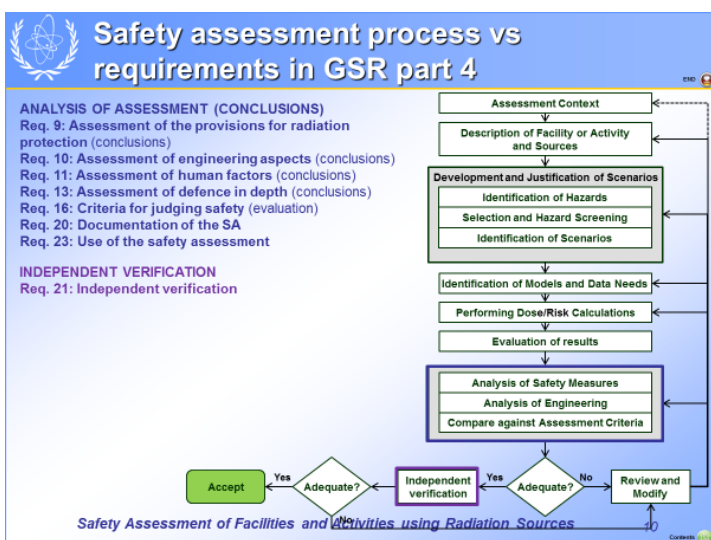 Safety assessment process vs
requirements in GSR part 4
END
ANALYSIS OF ASSESSMENT (CONCLUSIONS)
Req. 9: Assessment of the provisions for radiation
protection (conclusions)
Req. 10: Assessment of engineering aspects (conclusions)
Req. 11: Assessment of human factors (conclusions)
Req. 13: Assessment of defence in depth (conclusions)
Req. 16: Criteria for judging safety (evaluation)
Req. 20: Documentation of the SA
Req. 23: Use of the safety assessment
INDEPENDENT VERIFICATION
Req. 21: Independent verification
Assessment Context
Description of Facility or Activity
and Sources
Development and Justification of Scenarios
Identification of Hazards
Selection and Hazard Screening
Identification of Scenarios
Identification of Models and Data Needs
Performing Dose/Risk Calculations
Evaluation of results
Analysis of Safety Measures
Analysis of Engineering
Compare against Assessment Criteria
Accept
Yes
Adequate?
Independent
verification
Yes
Adequate?
No
Review and
Modify
No
Safety Assessment of Facilities and Activities using Radiation Sources
10
Contents